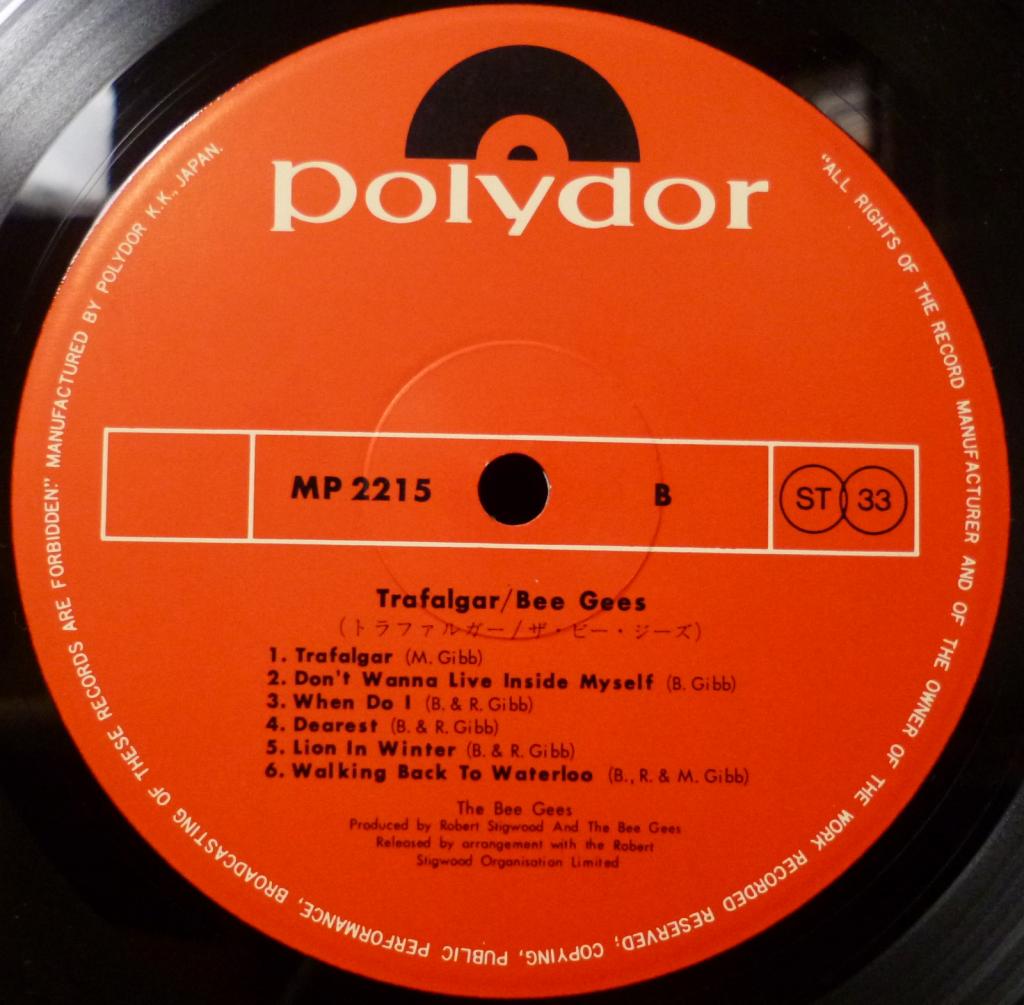 polydor
MP 2215
B
ST 33
Trafalgar/Bee Gees
(トラファルガー/ザ・ビー・ジーズ)
1. Trafalgar (M. Gibb)
2. Don't Wanna Live Inside Myself (B. Gibb)
3. When Do I (B. & R. Gibb)
4. Dearest (B. & R. Gibb)
5. Lion In Winter (B. & R. Gibb)
6. Walking Back To Waterloo (B., R. & M. Gibb)
The Bee Gees
Produced by Robert Stigwood And The Bee Gees
Released by arrangement with the Robert
Stigwood Organisation Limited
"ALL RIGHTS OF THE RECORD MANUFACTURER AND OF THE OWNER OF THE WORK RECORDED RESERVED; COPYING, PUBLIC PERFORMANCE, BROADCASTING OF THESE RECORDS ARE FORBIDDEN." MANUFACTURED BY POLYDOR K.K., JAPAN.